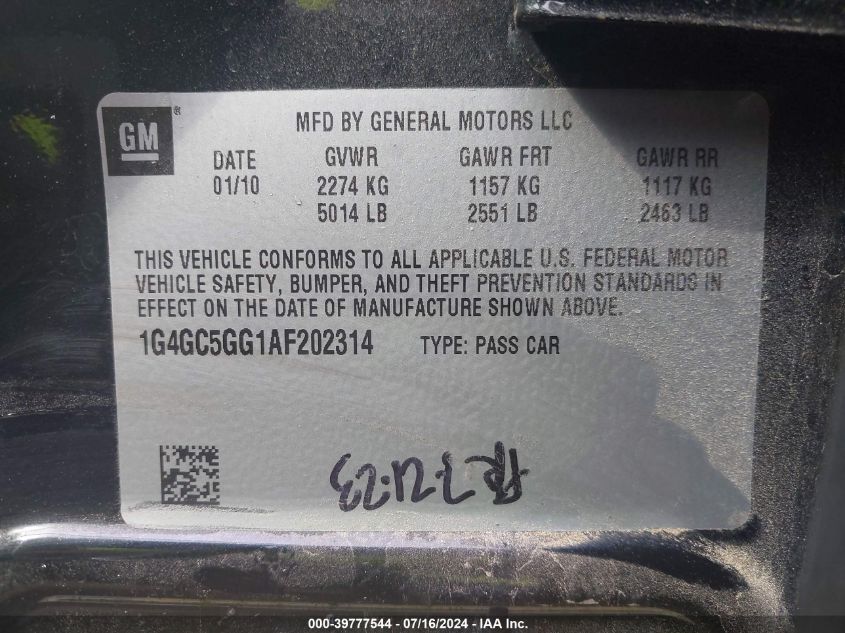 GM ®
MFD BY GENERAL MOTORS LLC
DATE GVWR GAWR FRT GAWR RR
01/10 2274 KG 1157 KG 1117 KG
5014 LB 2551 LB 2463 LB
THIS VEHICLE CONFORMS TO ALL APPLICABLE U.S. FEDERAL MOTOR
VEHICLE SAFETY, BUMPER, AND THEFT PREVENTION STANDARDS IN
EFFECT ON THE DATE OF MANUFACTURE SHOWN ABOVE.
1G4GC5GG1AF202314 TYPE: PASS CAR
000-39777544 - 07/16/2024 - IAA Inc.